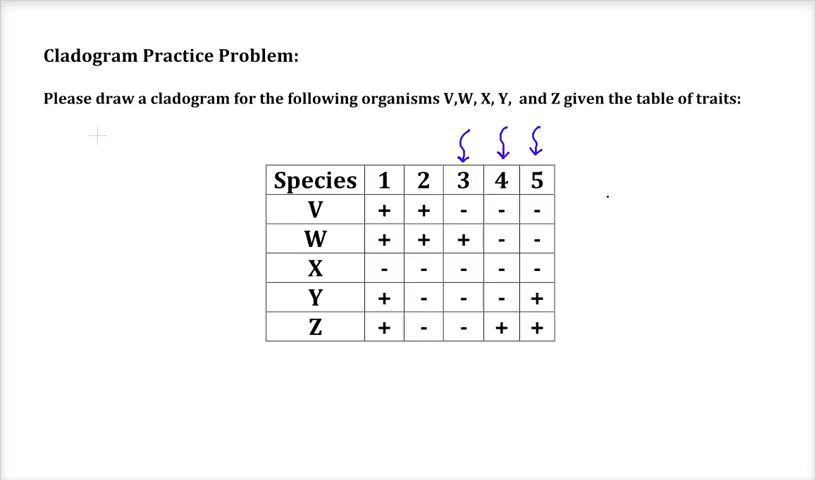 Cladogram Practice Problem:
Please draw a cladogram for the following organisms V,W, X, Y, and Z given the table of traits:
Species 1 2 3 4 5
V + + - - -
W + + + - -
X - - - - -
Y + - - - +
Z + - - + +